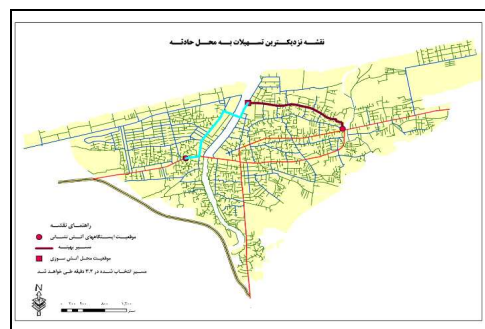 نقشه نزدیکترین تسهیلات به محل حادثه
راهنمای نقشه
موقعیت ایستگاههای آتش نشانی
مسیر بهینه
موقعیت محل آتش سوزی
مسیر انتخاب شده در ۳.۲ دقیقه طی خواهد شد
N
متر